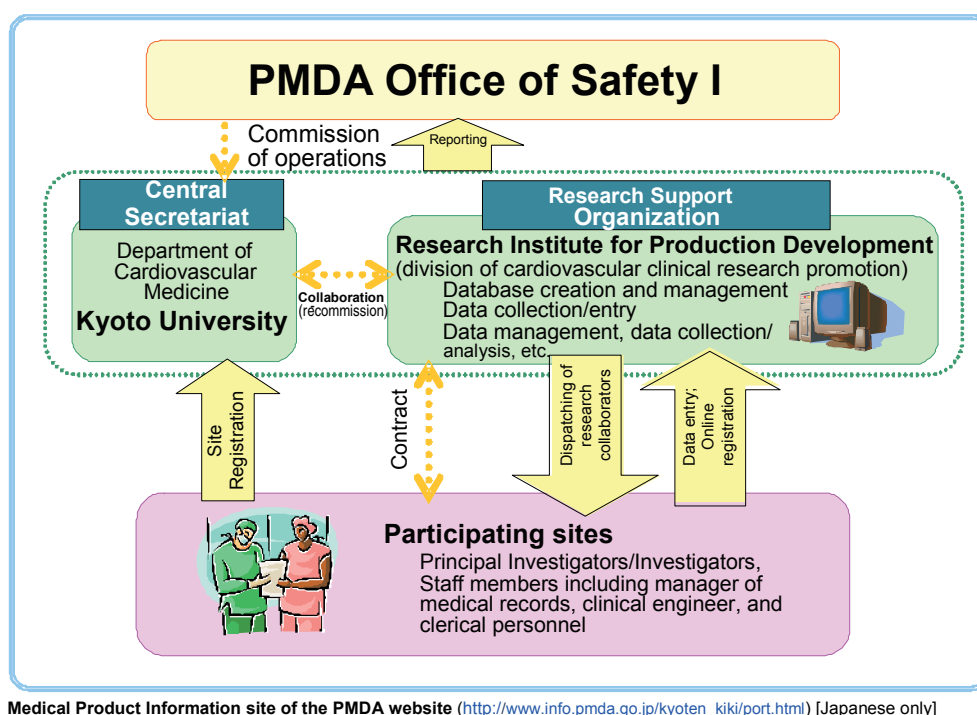 PMDA Office of Safety I
Commission
of operations
Reporting
Central
Secretariat
Department of
Cardiovascular
Medicine
Kyoto University
Collaboration
(recommission)
Research Support
Organization
Research Institute for Production Development
(division of cardiovascular clinical research promotion)
Database creation and management
Data collection/entry
Data management, data collection/
analysis, etc.
Site
Registration
Contract
Dispatching of
research
collaborators
Data entry;
Online
registration
Participating sites
Principal Investigators/Investigators,
Staff members including manager of
medical records, clinical engineer, and
clerical personnel
Medical Product Information site of the PMDA website (http://www.info.pmda.go.jp/kyoten_kiki/port.html) [Japanese only]